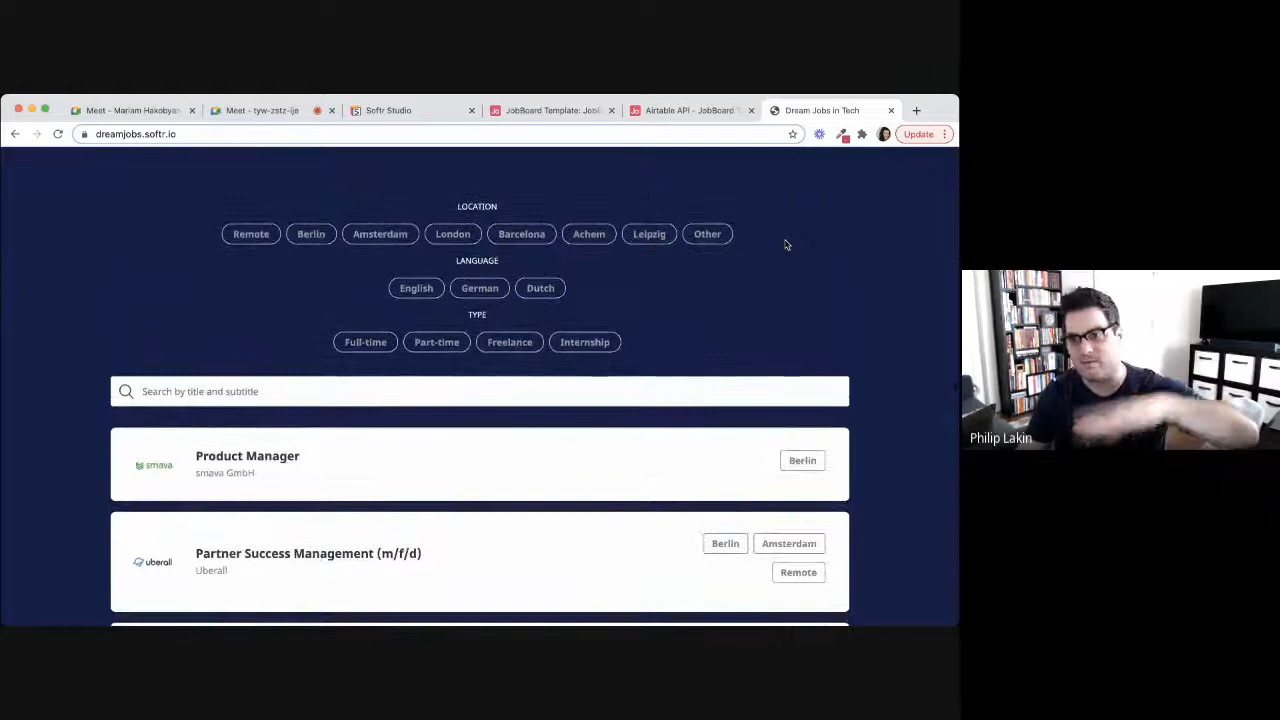 Meet - Mariam Hakobyan
Meet - tyw-zstz-ije
Softr Studio
JobBoard Template: JobB
Airtable API - JobBoard T
Dream Jobs in Tech
dreamjobs.softr.io
Update
LOCATION
Remote
Berlin
Amsterdam
London
Barcelona
Achem
Leipzig
Other
LANGUAGE
English
German
Dutch
TYPE
Full-time
Part-time
Freelance
Internship
Search by title and subtitle
smava
Product Manager
smava GmbH
Berlin
uberall
Partner Success Management (m/f/d)
Uberall
Berlin
Amsterdam
Remote
Philip Lakin